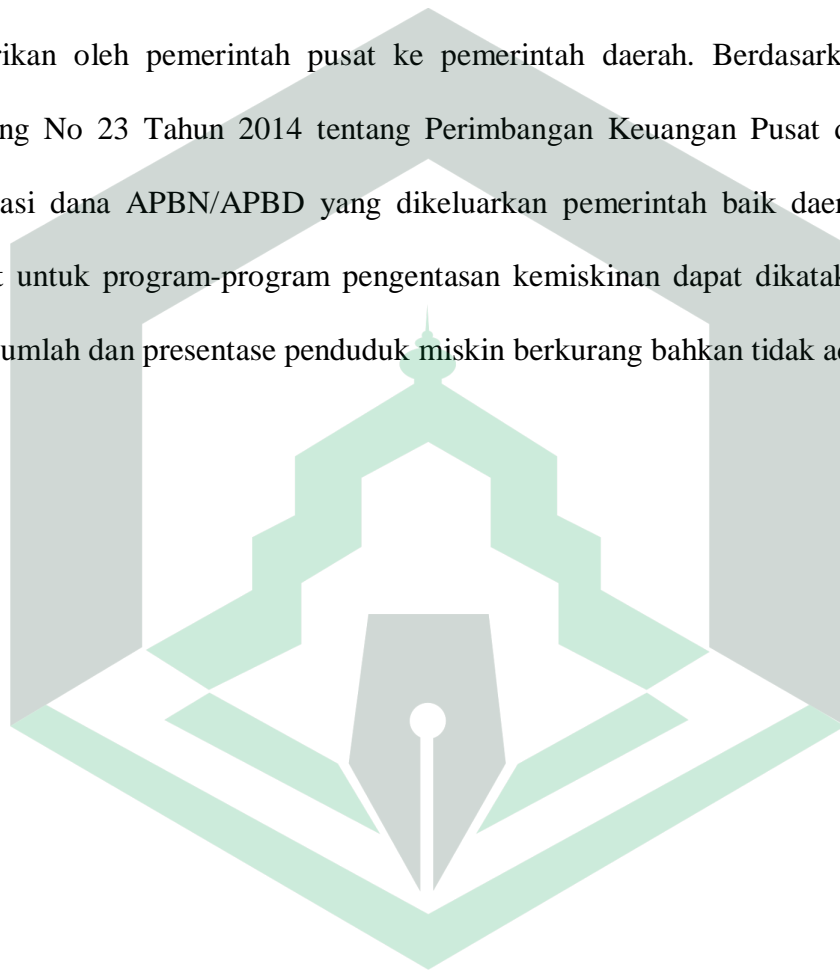 rikan oleh pemerintah pusat ke pemerintah daerah. Berdasark
ng No 23 Tahun 2014 tentang Perimbangan Keuangan Pusat
asi dana APBN/APBD yang dikeluarkan pemerintah baik
untuk program-program pengentasan kemiskinan dapat dikatak
umlah dan presentase penduduk miskin berkurang bahkan tidak